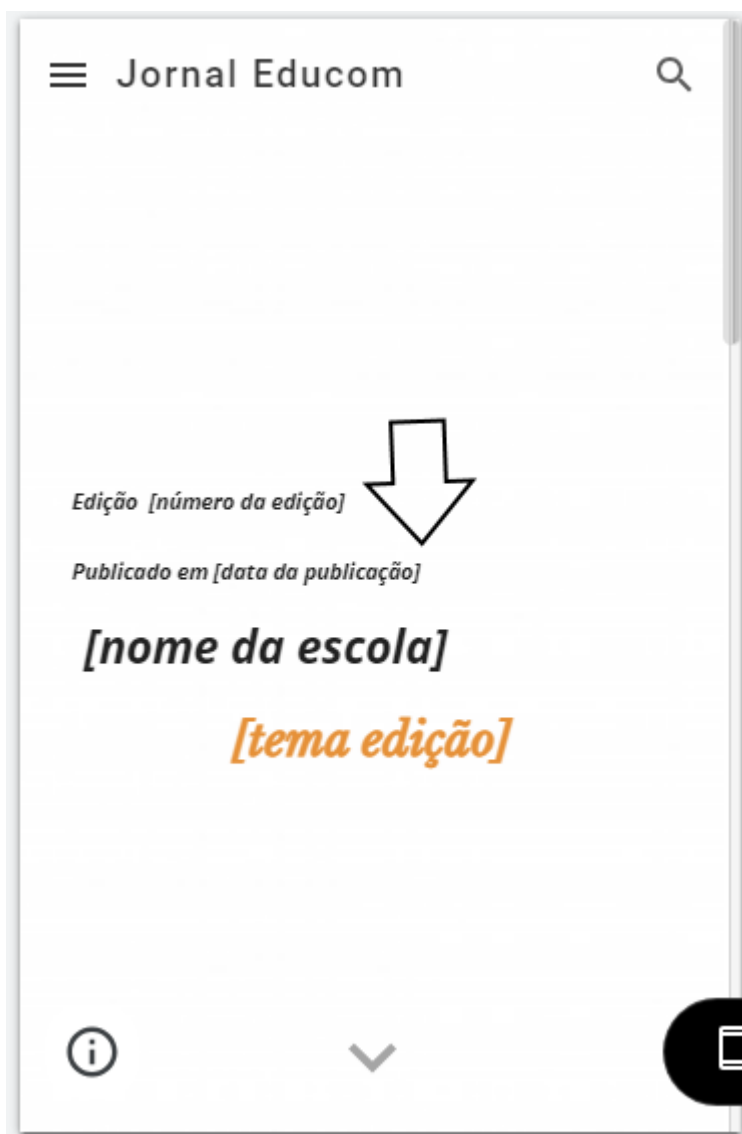 Jornal Educom
Edição [número da edição]
Publicado em [data da publicação]
[nome da escola]
[tema edição]